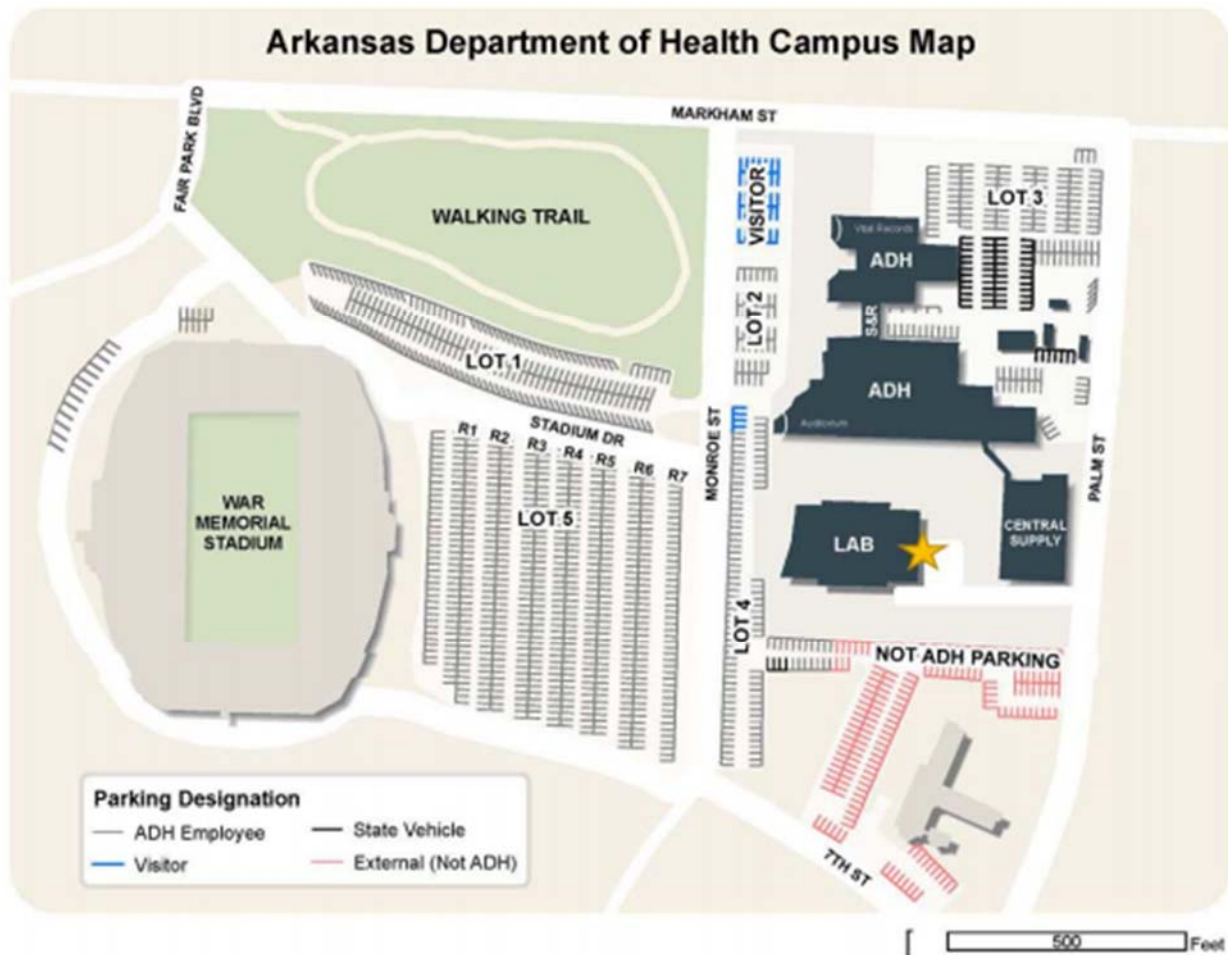 Arkansas Department of Health Campus Map
MARKHAM ST
FAIR PARK BLVD
WALKING TRAIL
VISITOR
LOT 3
Vital Records
ADH
LOT 2
S&R
LOT 1
ADH
Auditorium
STADIUM DR
MONROE ST
PALM ST
R1 R2 R3 R4 R5 R6 R7
LOT 5
WAR
MEMORIAL
STADIUM
LAB
CENTRAL
SUPPLY
LOT 4
NOT ADH PARKING
7TH ST
Parking Designation
ADH Employee
State Vehicle
Visitor
External (Not ADH)
500
Feet